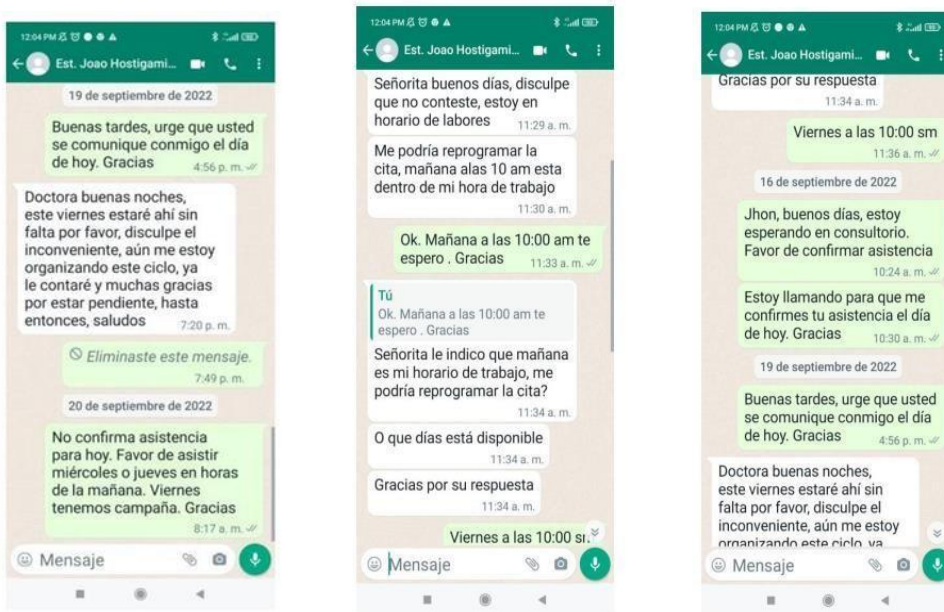 12:04 PM
Est. Joao Hostigami...
19 de septiembre de 2022
Buenas tardes, urge que usted
se comunique conmigo el día
de hoy. Gracias
4:56 p. m.
Doctora buenas noches,
este viernes estaré ahí sin
falta por favor, disculpe el
inconveniente, aún me estoy
organizando este ciclo, ya
le contaré y muchas gracias
por estar pendiente, hasta
entonces, saludos
7:20 p. m.
Eliminaste este mensaje.
7:49 p. m.
20 de septiembre de 2022
No confirma asistencia
para hoy. Favor de asistir
miércoles o jueves en horas
de la mañana. Viernes
tenemos campaña. Gracias
8:17 a. m.
Mensaje
12:04 PM
Est. Joao Hostigami...
Señorita buenos días, disculpe
que no conteste, estoy en
horario de labores
11:29 a. m.
Me podría reprogramar la
cita, mañana alas 10 am esta
dentro de mi hora de trabajo
11:30 a. m.
Ok. Mañana a las 10:00 am te
espero . Gracias
11:33 a. m.
Tú
Ok. Mañana a las 10:00 am te
espero . Gracias
Señorita le indico que mañana
es mi horario de trabajo, me
podría reprogramar la cita?
11:34 a. m.
O que días está disponible
11:34 a. m.
Gracias por su respuesta
11:34 a. m.
Viernes a las 10:00
Mensaje
12:04 PM
Est. Joao Hostigami...
Gracias por su respuesta
11:34 a. m.
Viernes a las 10:00 sm
11:36 a. m.
16 de septiembre de 2022
Jhon, buenos días, estoy
esperando en consultorio.
Favor de confirmar asistencia
10:24 a. m.
Estoy llamando para que me
confirmes tu asistencia el día
de hoy. Gracias
10:30 a. m.
19 de septiembre de 2022
Buenas tardes, urge que usted
se comunique conmigo el día
de hoy. Gracias
4:56 p. m.
Doctora buenas noches,
este viernes estaré ahí sin
falta por favor, disculpe el
inconveniente, aún me estoy
organizando este ciclo, ya
Mensaje